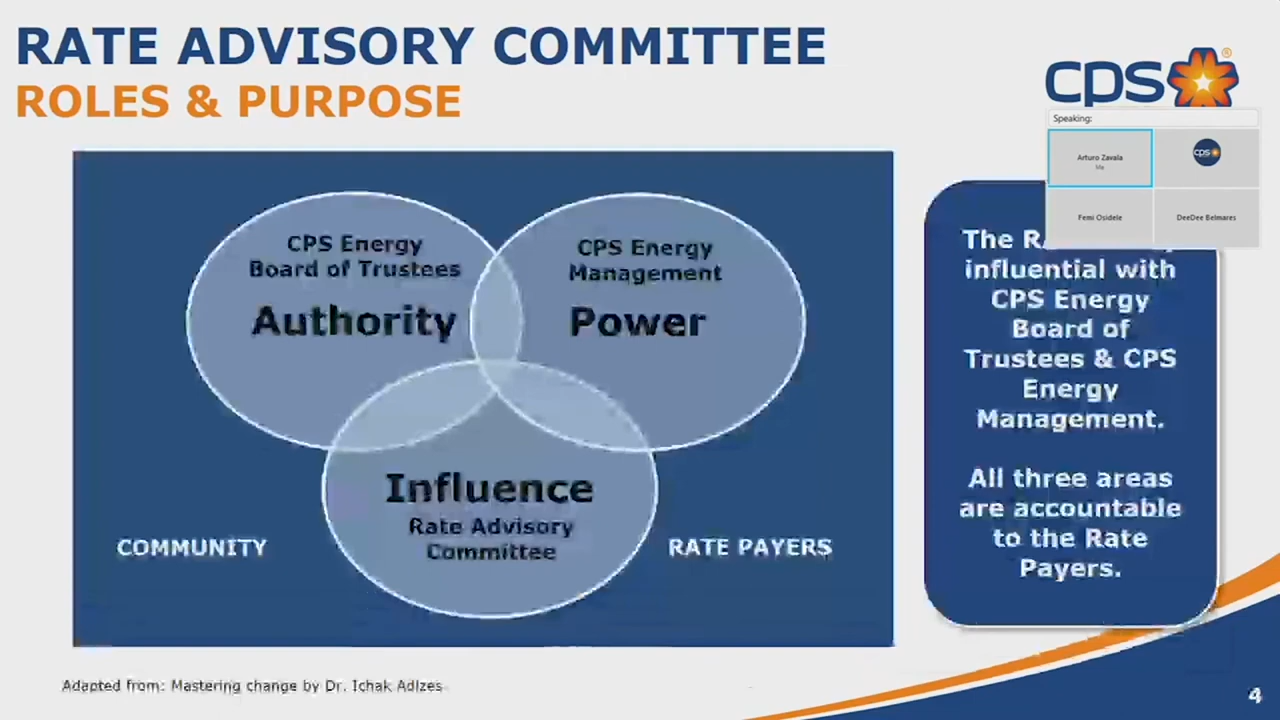 RATE ADVISORY COMMITTEE
ROLES & PURPOSE
cps
Speaking:
Arturo Zavala
Me
cps
Femi Osidele
DeeDee Belmares
CPS Energy
Board of Trustees
Authority
CPS Energy
Management
Power
Influence
Rate Advisory
Committee
COMMUNITY
RATE PAYERS
The
influential with
CPS Energy
Board of
Trustees & CPS
Energy
Management.
All three areas
are accountable
to the Rate
Payers.
Adapted from: Mastering change by Dr. Ichak Adizes
4